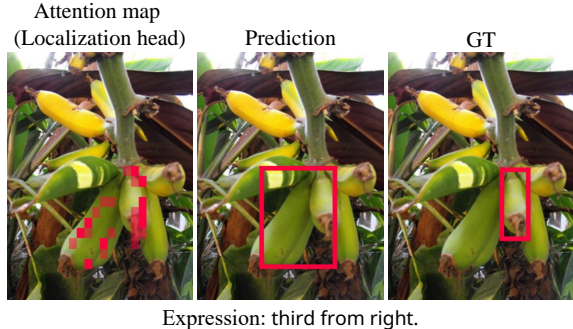 Attention map
(Localization head)
Prediction
GT
Expression: third from right.